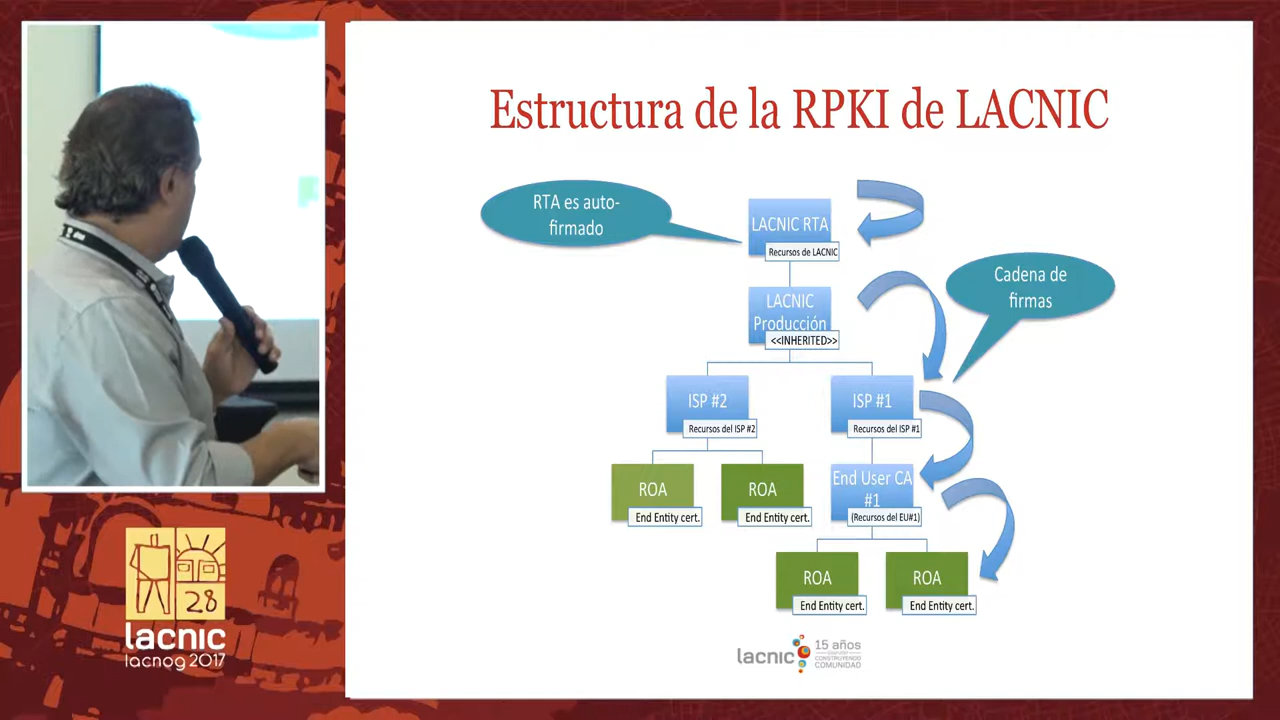 Estructura de la RPKI de LACNIC
RTA es auto-
firmado
LACNIC RTA
Recursos de LACNIC
Cadena de
firmas
LACNIC
Producción
<<INHERITED>>
ISP #2
Recursos del ISP #2
ISP #1
Recursos del ISP #1
ROA
End Entity cert.
ROA
End Entity cert.
End User CA
#1
(Recursos del EU#1)
ROA
End Entity cert.
ROA
End Entity cert.
28
lacnic
lacnog 2017
lacnic
15 años
CONSTRUYENDO
COMUNIDAD